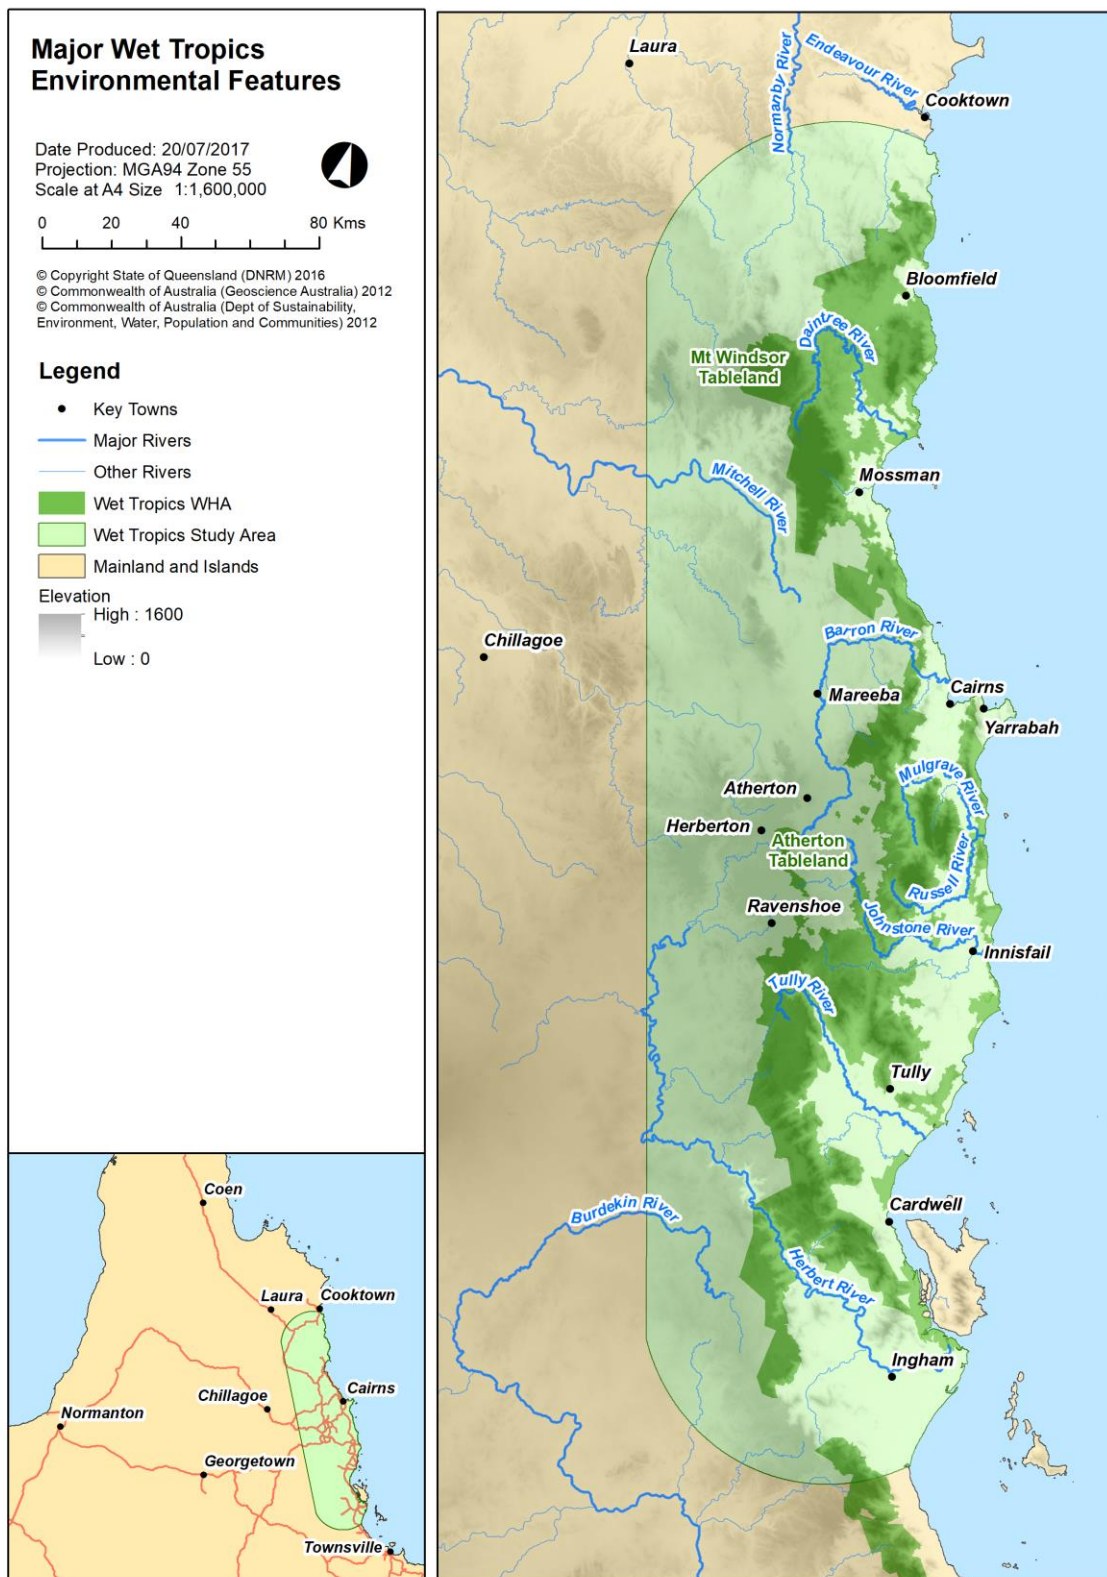 Major Wet Tropics
Environmental Features
Date Produced: 20/07/2017
Projection: MGA94 Zone 55
Scale at A4 Size 1:1,600,000
0 20 40 80 Kms
© Copyright State of Queensland (DNRM) 2016
© Commonwealth of Australia (Geoscience Australia) 2012
© Commonwealth of Australia (Dept of Sustainability,
Environment, Water, Population and Communities) 2012
Legend
Key Towns
Major Rivers
Other Rivers
Wet Tropics WHA
Wet Tropics Study Area
Mainland and Islands
Elevation
High : 1600
Low : 0
Coen
Laura
Cooktown
Chillagoe
Cairns
Normanton
Georgetown
Townsville
Laura
Normanby River
Endeavour River
Cooktown
Bloomfield
Daintree River
Mt Windsor
Tableland
Mossman
Mitchell River
Barron River
Chillagoe
Mareeba
Cairns
Yarrabah
Mulgrave River
Atherton
Herberton
Atherton
Tableland
Russell River
Ravenshoe
Johnstone River
Innisfail
Tully River
Tully
Cardwell
Burdekin River
Herbert River
Ingham